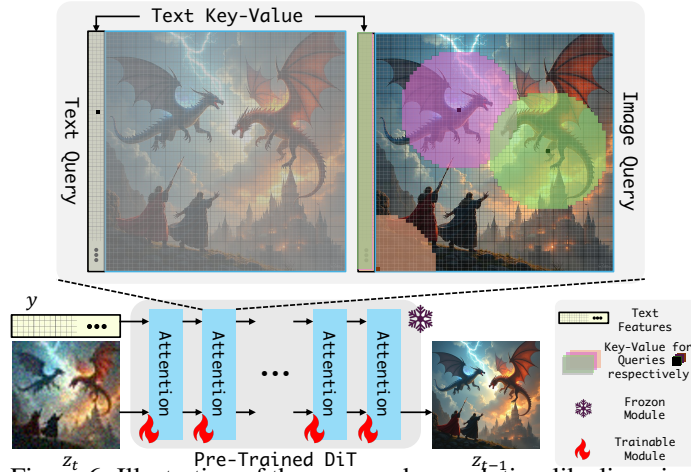 Text Key-Value
Text Query
Image Query
y
Attention
Attention
Attention
Attention
z_t
Pre-Trained DiT
z_{t-1}
Text
Features
Key-Value for
Queries
respectively
Frozon
Module
Trainable
Module